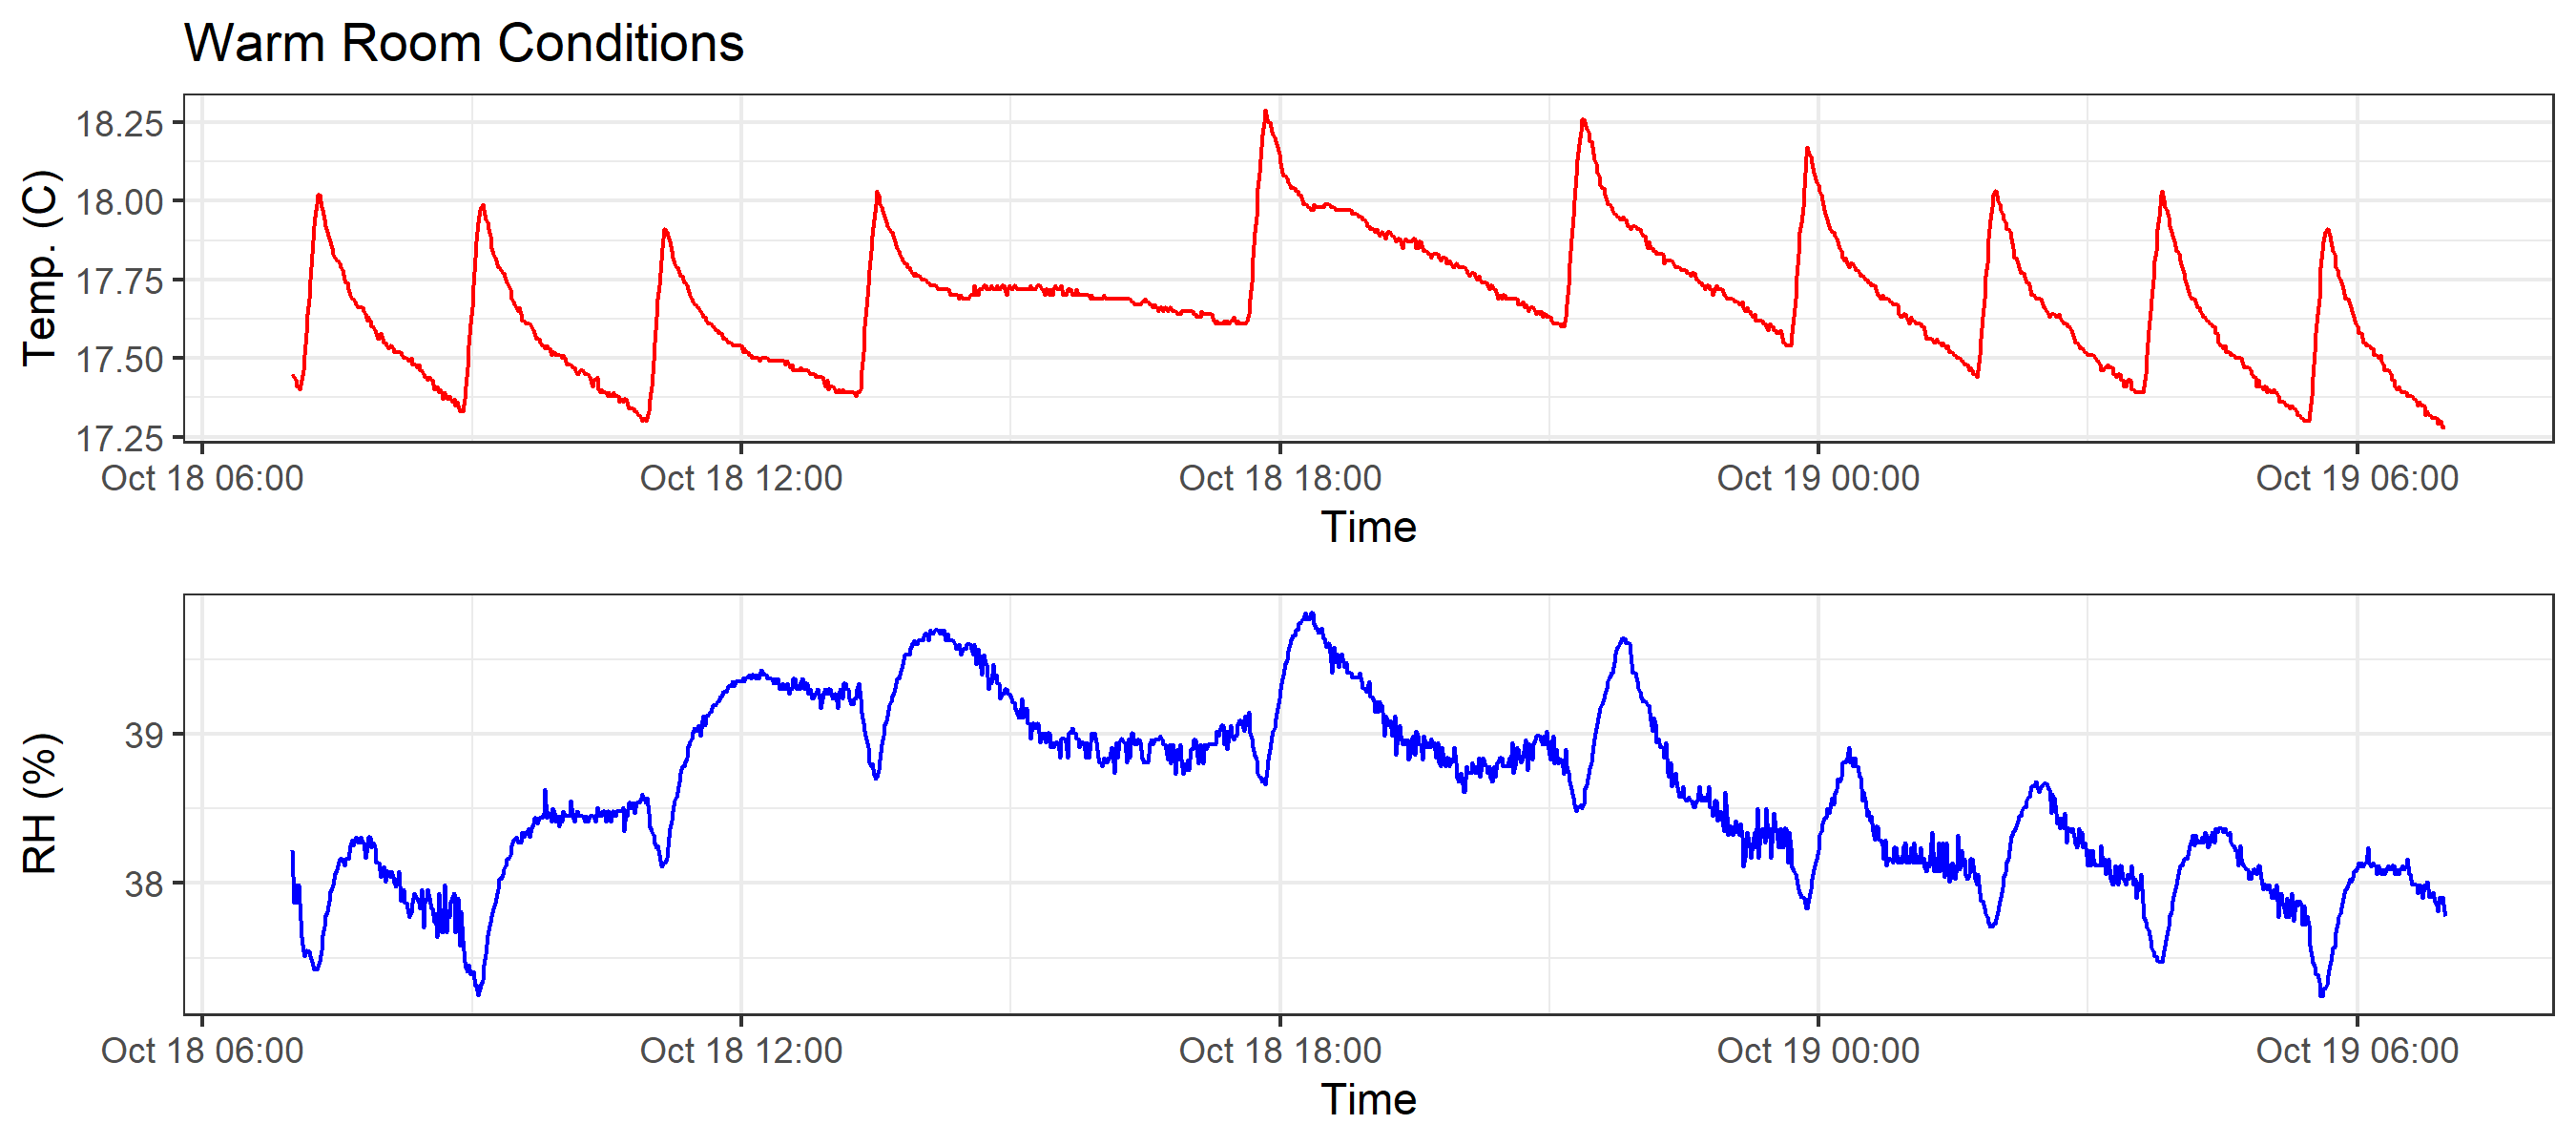 Warm Room Conditions
Temp. (C)
18.25
18.00
17.75
17.50
17.25
Oct 18 06:00 Oct 18 12:00 Oct 18 18:00 Oct 19 00:00 Oct 19 06:00
Time
RH (%)
39
38
Oct 18 06:00 Oct 18 12:00 Oct 18 18:00 Oct 19 00:00 Oct 19 06:00
Time